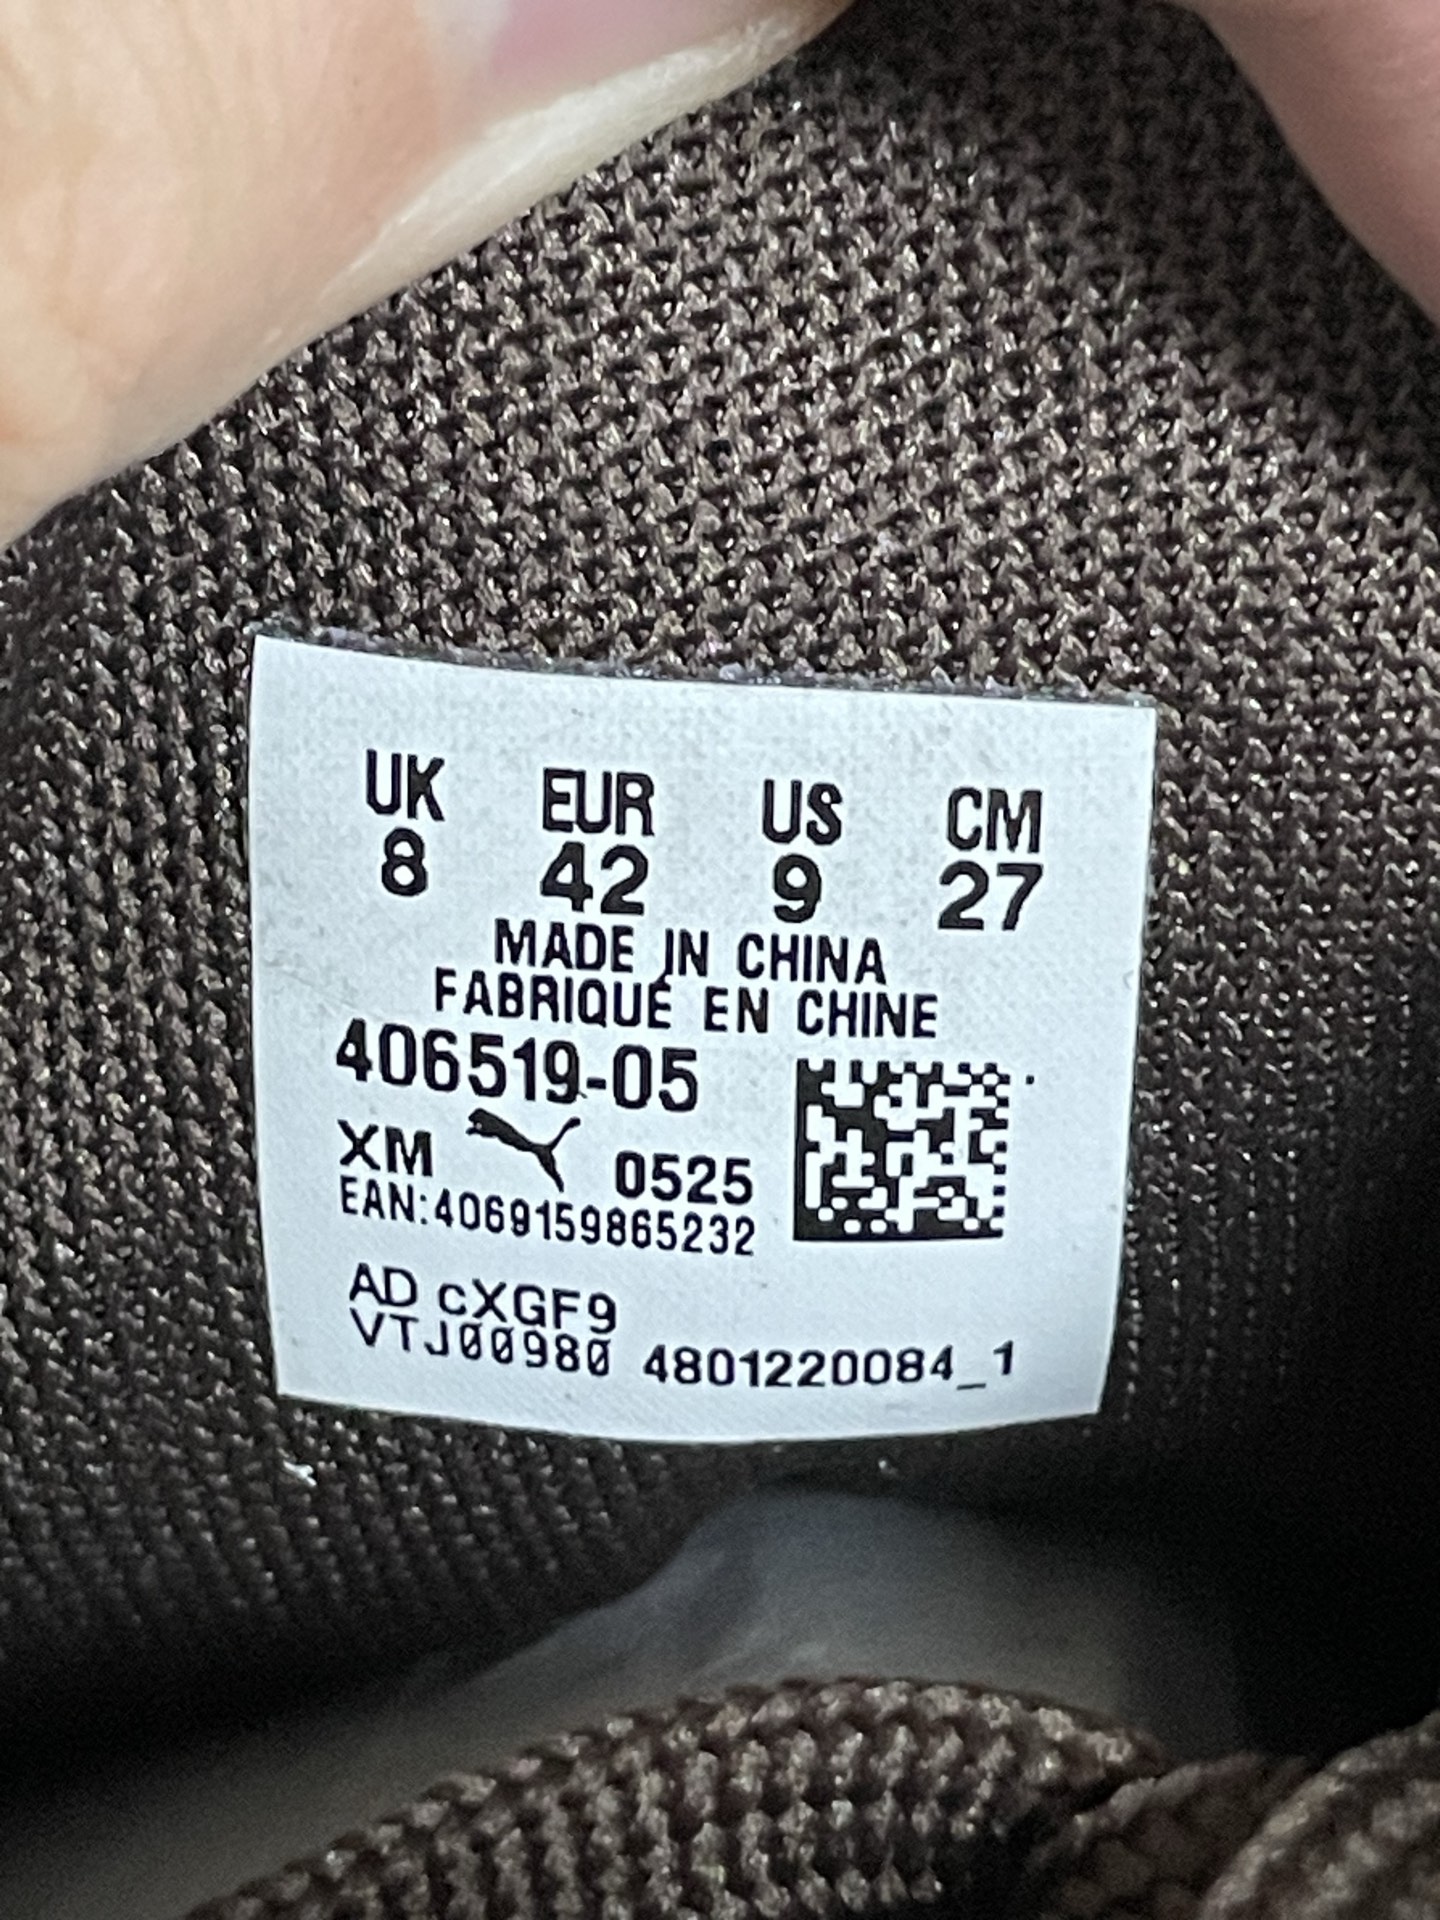 UK EUR US CM
8 42 9 27
MADE IN CHINA
FABRIQUÉ EN CHINE
406519-05
XM 0525
EAN:4069159865232
AD cXGF9
VTJ00980 4801220084_1